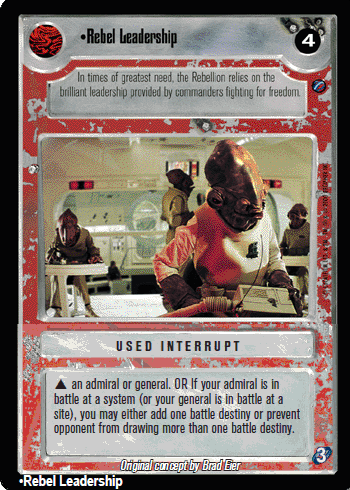 •Rebel Leadership
4
In times of greatest need, the Rebellion relies on the
brilliant leadership provided by commanders fighting for freedom.
USED INTERRUPT
▲ an admiral or general. OR If your admiral is in
battle at a system (or your general is in battle at a
site), you may either add one battle destiny or prevent
opponent from drawing more than one battle destiny.
3
Original concept by Brad Eier
•Rebel Leadership